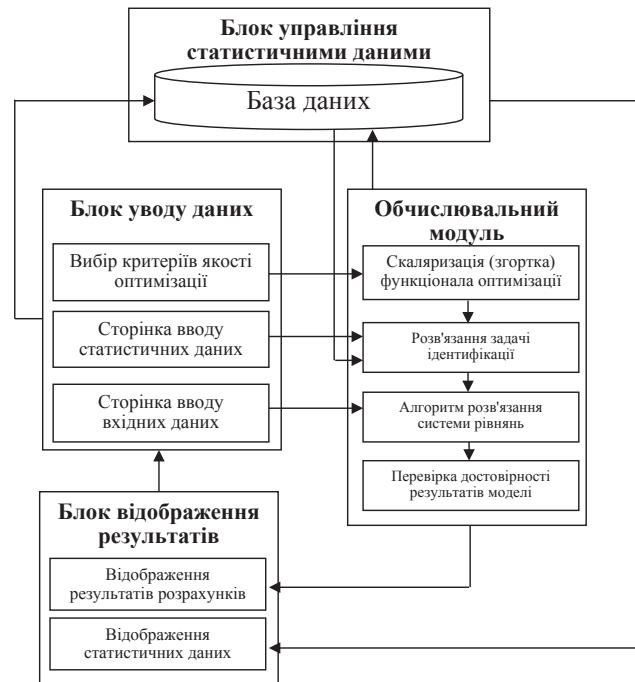 Блок управління
статистичними даними
База даних
Блок уводу даних
Вибір критеріїв якості
оптимізації
Сторінка вводу
статистичних даних
Сторінка вводу
вхідних даних
Обчислювальний
модуль
Скаляризація (згортка)
функціонала оптимізації
Розв'язання задачі
ідентифікації
Алгоритм розв'язання
системи рівнянь
Перевірка достовірності
результатів моделі
Блок відображення
результатів
Відображення
результатів розрахунків
Відображення
статистичних даних